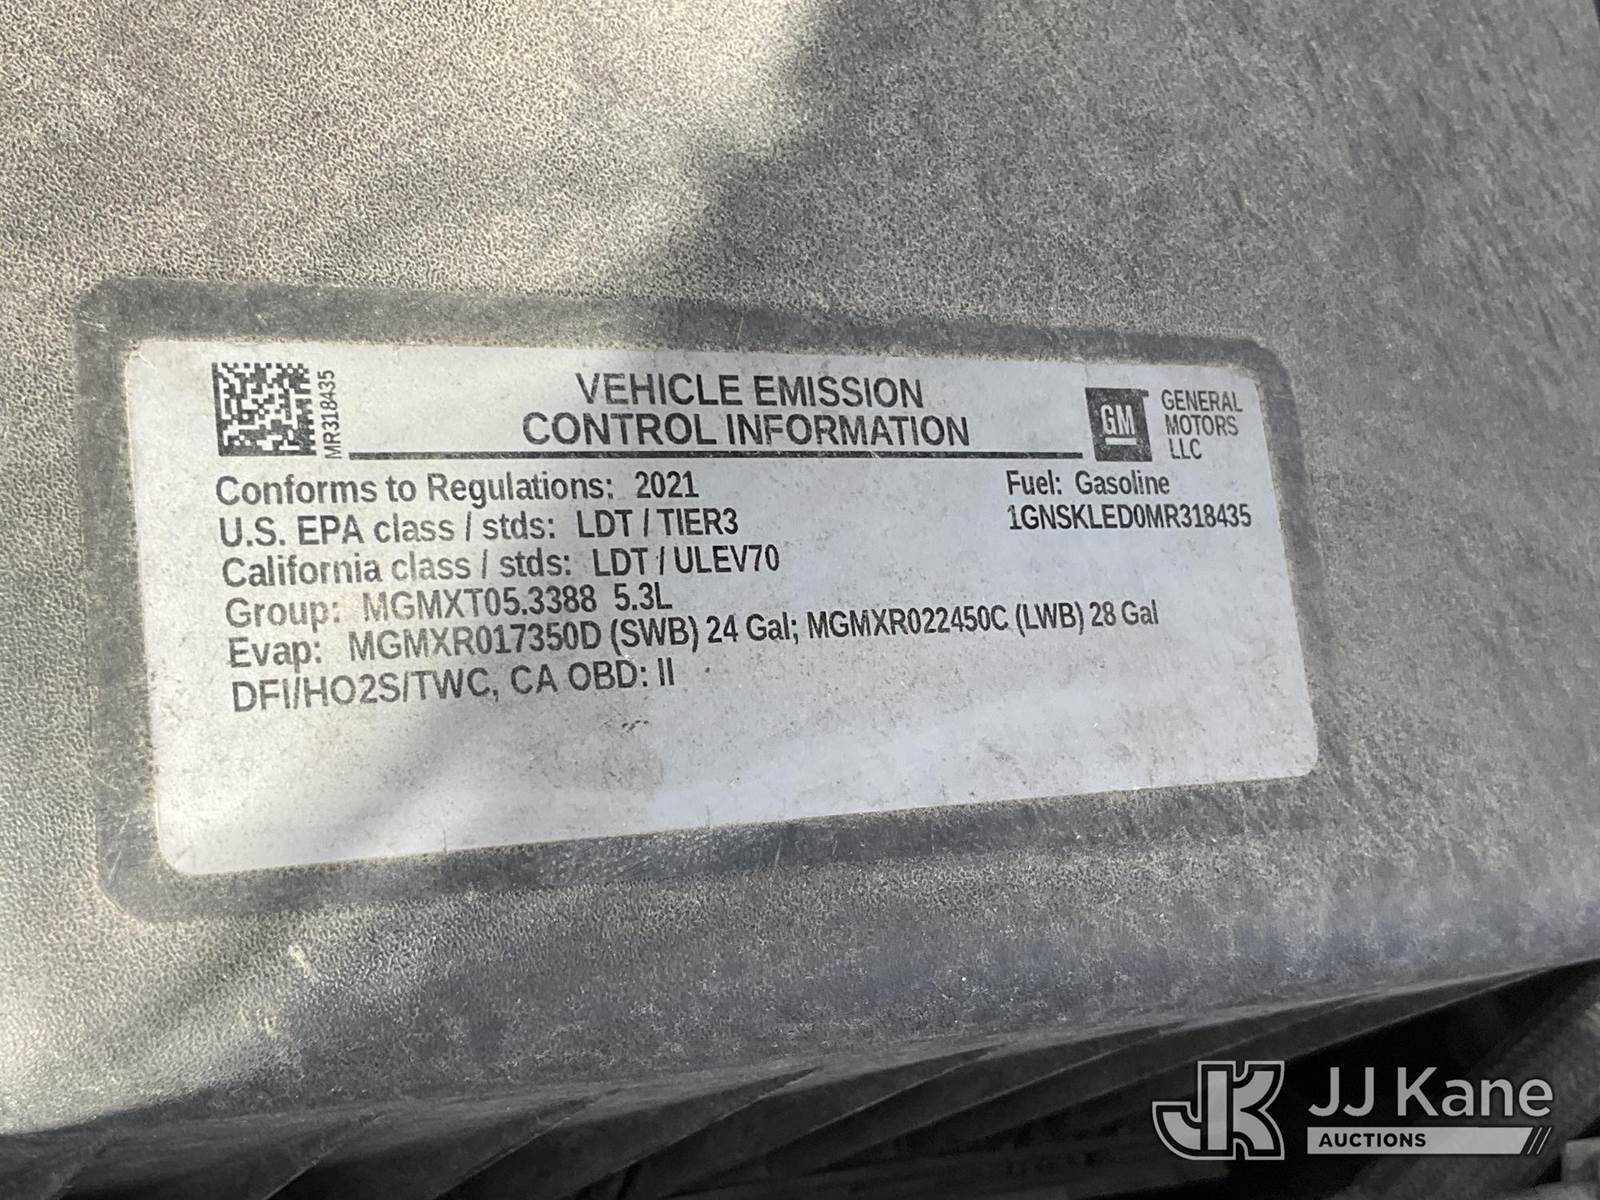 MR318435
VEHICLE EMISSION
CONTROL INFORMATION
GM
GENERAL
MOTORS
LLC
Conforms to Regulations: 2021
U.S. EPA class / stds: LDT / TIER3
California class / stds: LDT / ULEV70
Group: MGMXT05.3388 5.3L
Evap: MGMXR017350D (SWB) 24 Gal; MGMXR022450C (LWB) 28 Gal
DFI/HO2S/TWC, CA OBD: II
Fuel: Gasoline
1GNSKLED0MR318435
JK
JJ Kane
AUCTIONS